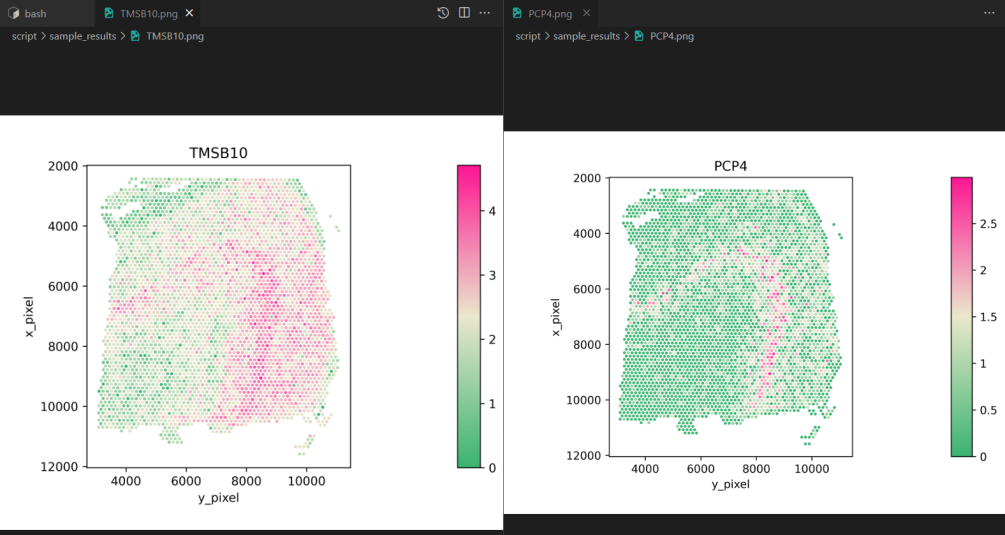 bash
TMSB10.png
script > sample_results > TMSB10.png
TMSB10
2000
4000
6000
8000
10000
12000
x_pixel
4000 6000 8000 10000
y_pixel
4
3
2
1
0
PCP4.png
script > sample_results > PCP4.png
PCP4
2000
4000
6000
8000
10000
12000
x_pixel
4000 6000 8000 10000
y_pixel
2.5
2
1.5
1
0.5
0